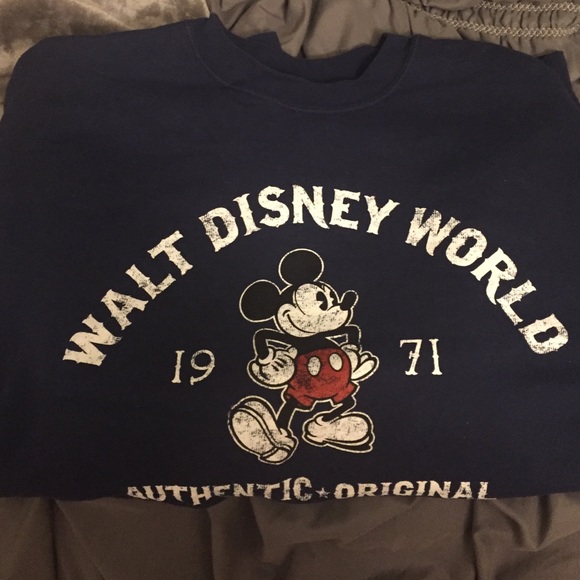 WALT DISNEY WORLD
19 71
AUTHENTIC★ORIGINAL